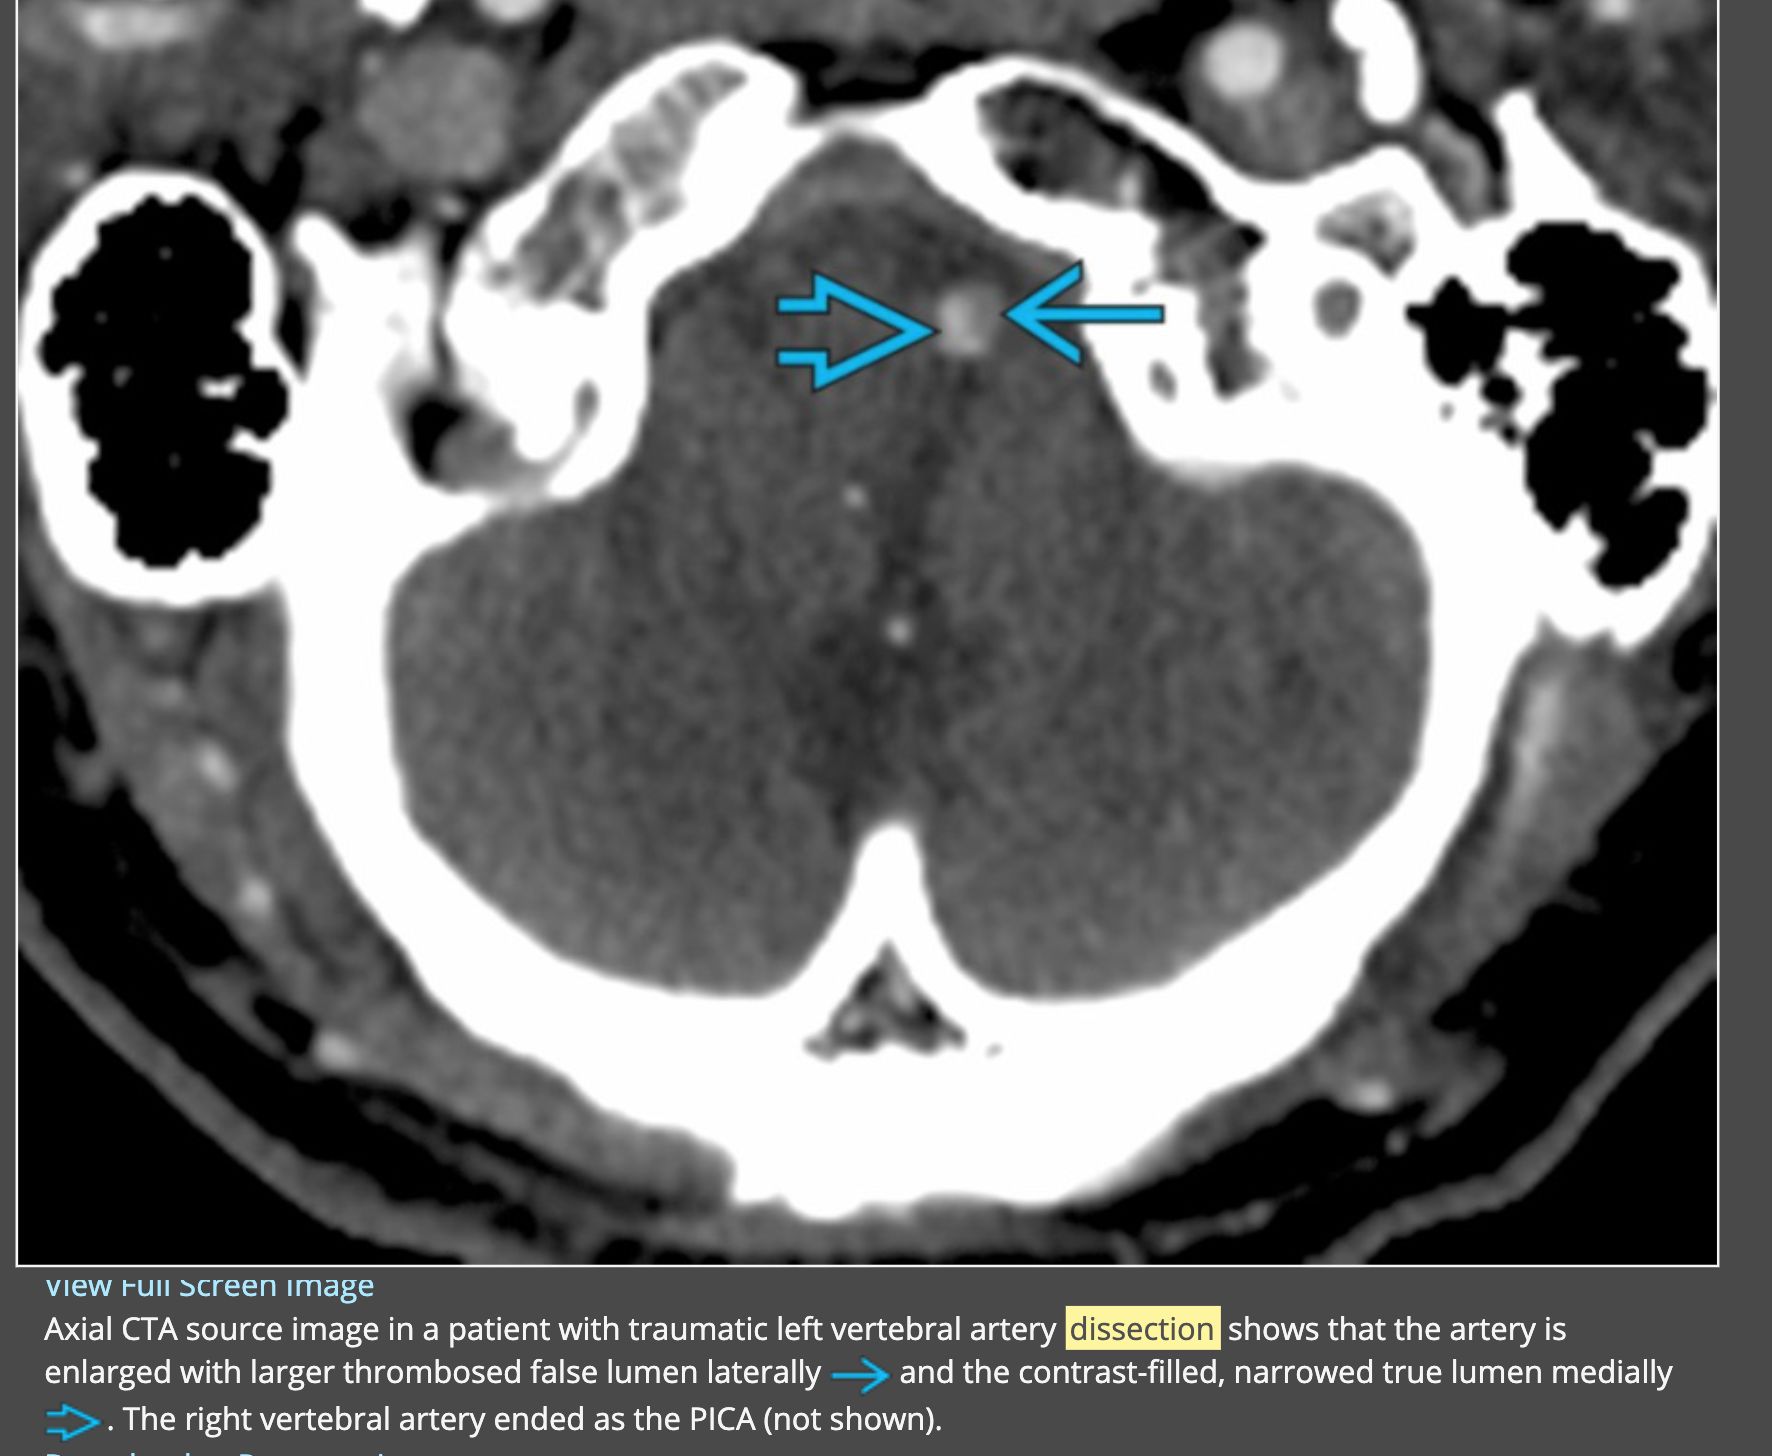 View Full Screen Image
Axial CTA source image in a patient with traumatic left vertebral artery dissection shows that the artery is
enlarged with larger thrombosed false lumen laterally and the contrast-filled, narrowed true lumen medially
. The right vertebral artery ended as the PICA (not shown).